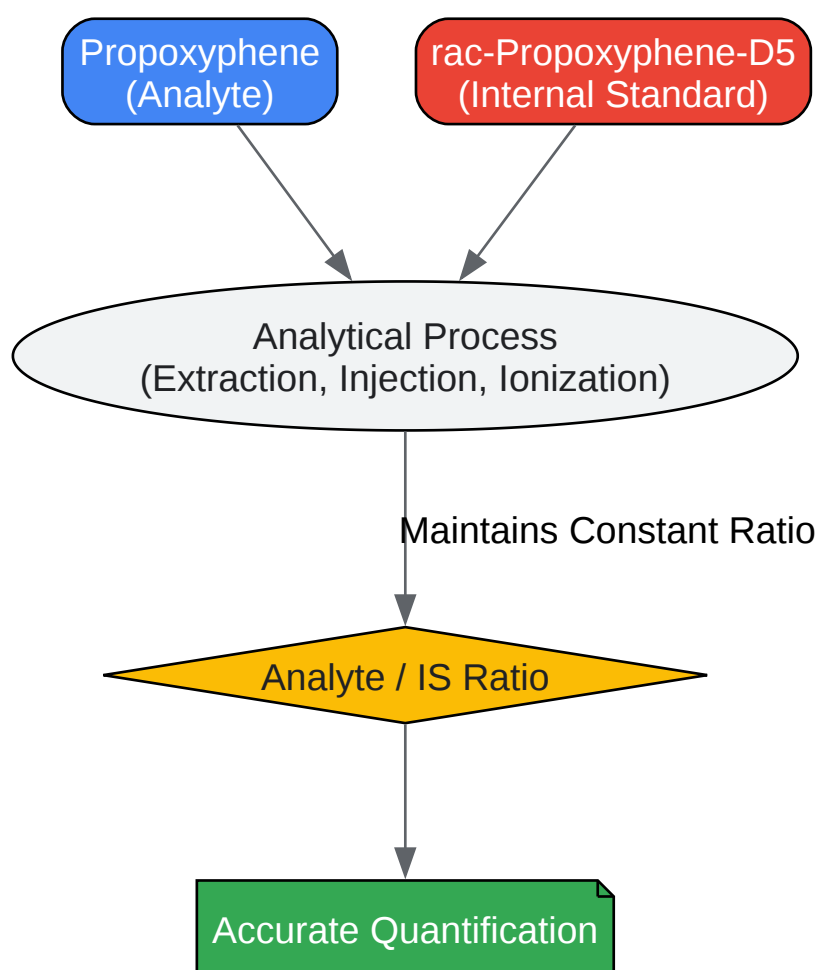 Propoxyphene
(Analyte)
rac-Propoxyphene-D5
(Internal Standard)
Analytical Process
(Extraction, Injection, Ionization)
Maintains Constant Ratio
Analyte / IS Ratio
Accurate Quantification